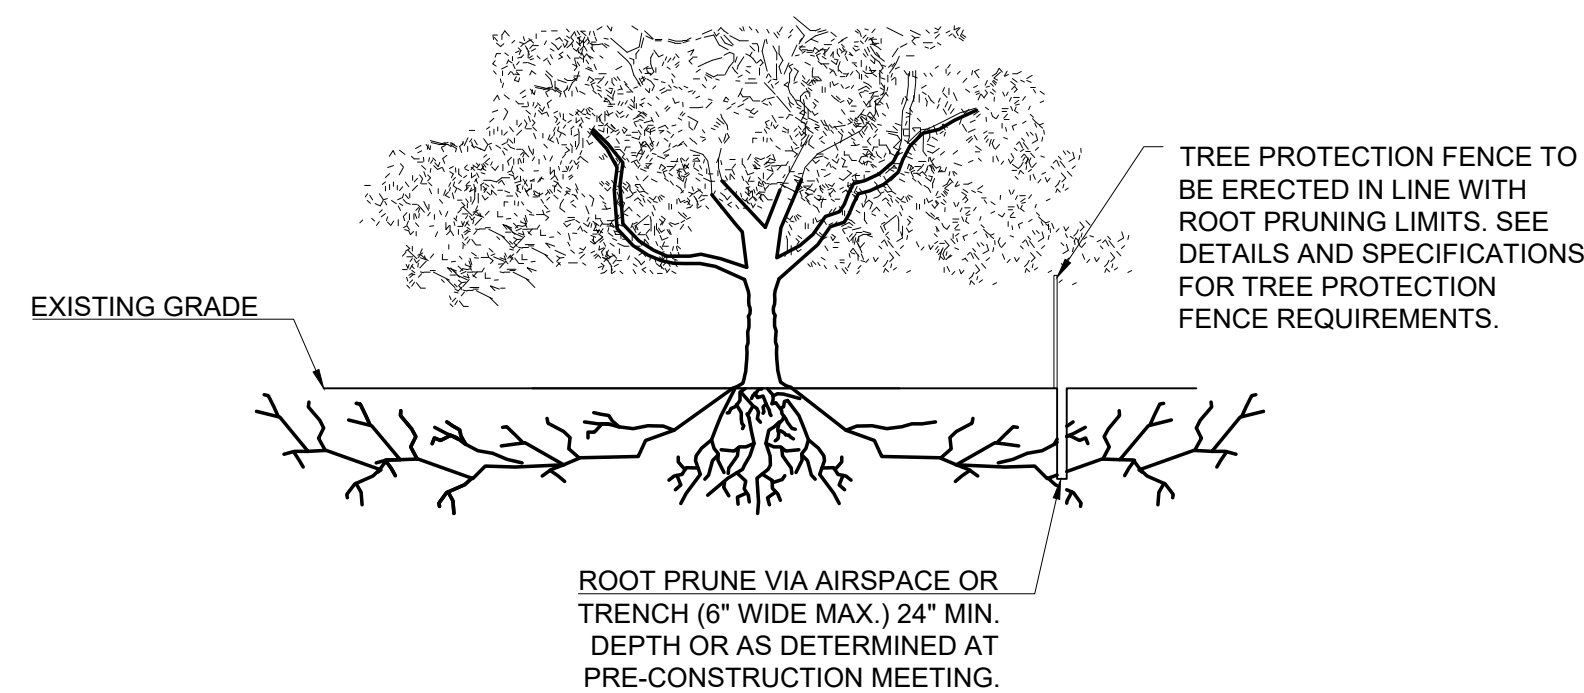 TREE PROTECTION FENCE TO
BE ERECTED IN LINE WITH
ROOT PRUNING LIMITS. SEE
DETAILS AND SPECIFICATIONS
FOR TREE PROTECTION
FENCE REQUIREMENTS.
EXISTING GRADE
ROOT PRUNE VIA AIRSPACE OR
TRENCH (6" WIDE MAX.) 24" MIN.
DEPTH OR AS DETERMINED AT
PRE-CONSTRUCTION MEETING.